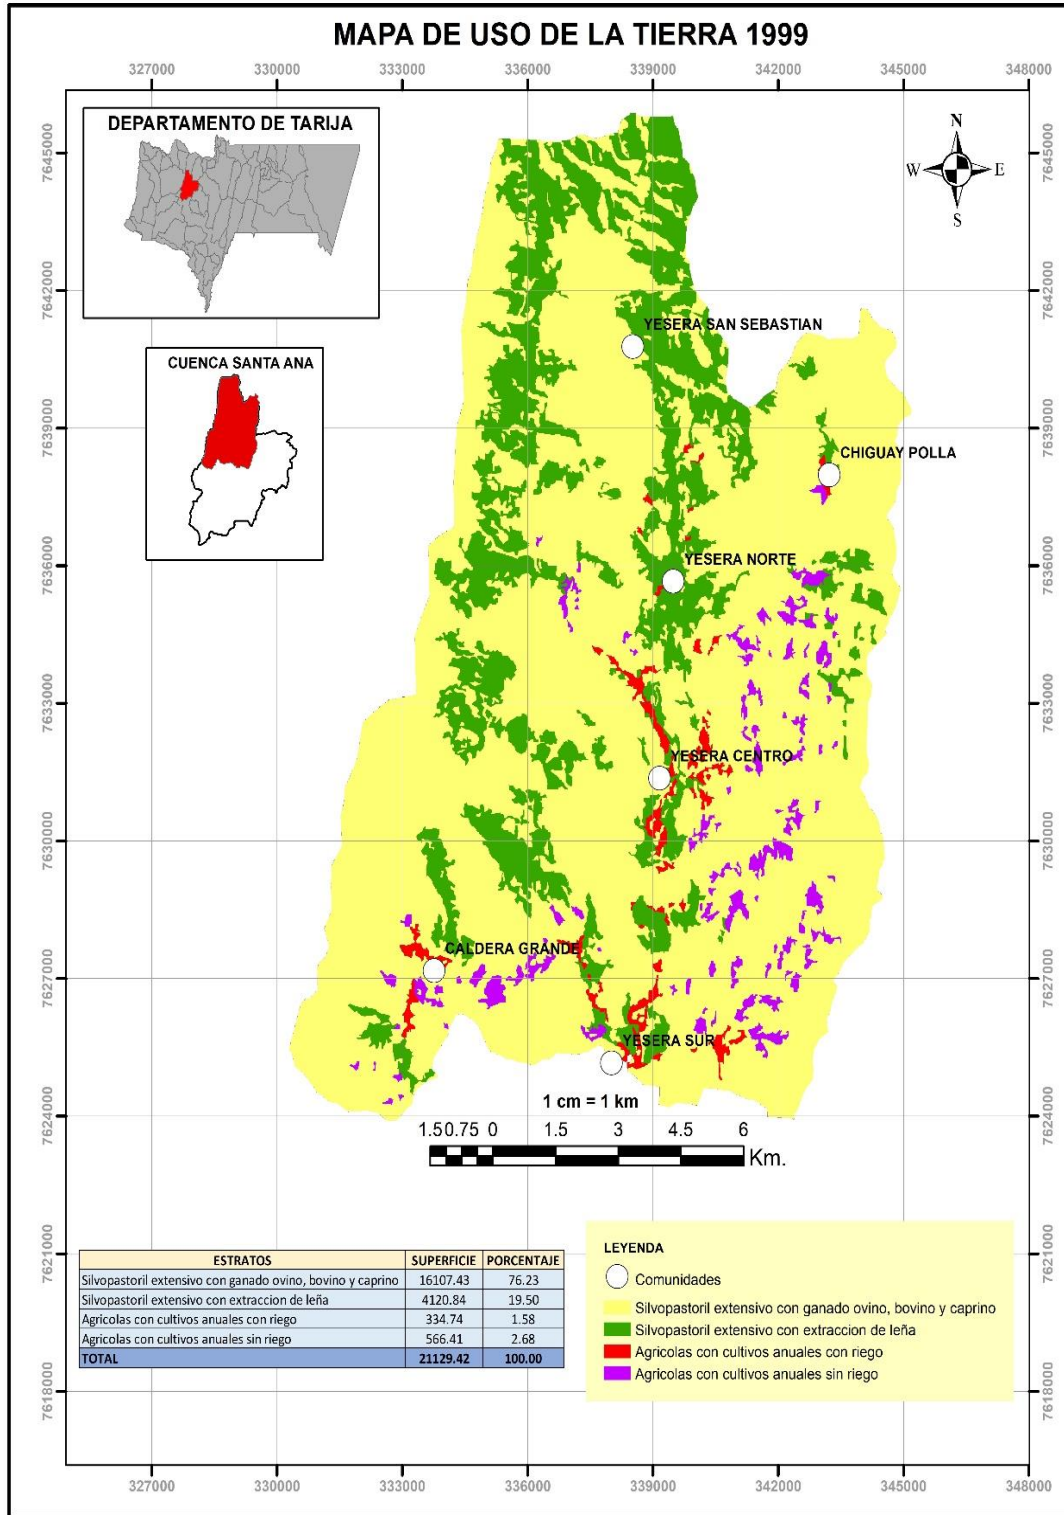 MAPA DE USO DE LA TIERRA 1999
327000 330000 333000 336000 339000 342000 345000 348000
DEPARTAMENTO DE TARIJA
N
W E
S
CUENCA SANTA ANA
7645000 7645000
7642000 7642000
7639000 7639000
7636000 7636000
7633000 7633000
7630000 7630000
7627000 7627000
7624000 7624000
7621000 7621000
7618000 7618000
YESERA SAN SEBASTIAN
CHIGUAY POLLA
YESERA NORTE
YESERA CENTRO
CALDERA GRANDE
YESERA SUR
1 cm = 1 km
1.5 0.75 0 1.5 3 4.5 6
Km.
ESTRATOS SUPERFICIE PORCENTAJE
Silvopastoril extensivo con ganado ovino, bovino y caprino 16107.43 76.23
Silvopastoril extensivo con extraccion de leña 4120.84 19.50
Agricolas con cultivos anuales con riego 334.74 1.58
Agricolas con cultivos anuales sin riego 566.41 2.68
TOTAL 21129.42 100.00
LEYENDA
Comunidades
Silvopastoril extensivo con ganado ovino, bovino y caprino
Silvopastoril extensivo con extraccion de leña
Agricolas con cultivos anuales con riego
Agricolas con cultivos anuales sin riego
327000 330000 333000 336000 339000 342000 345000 348000